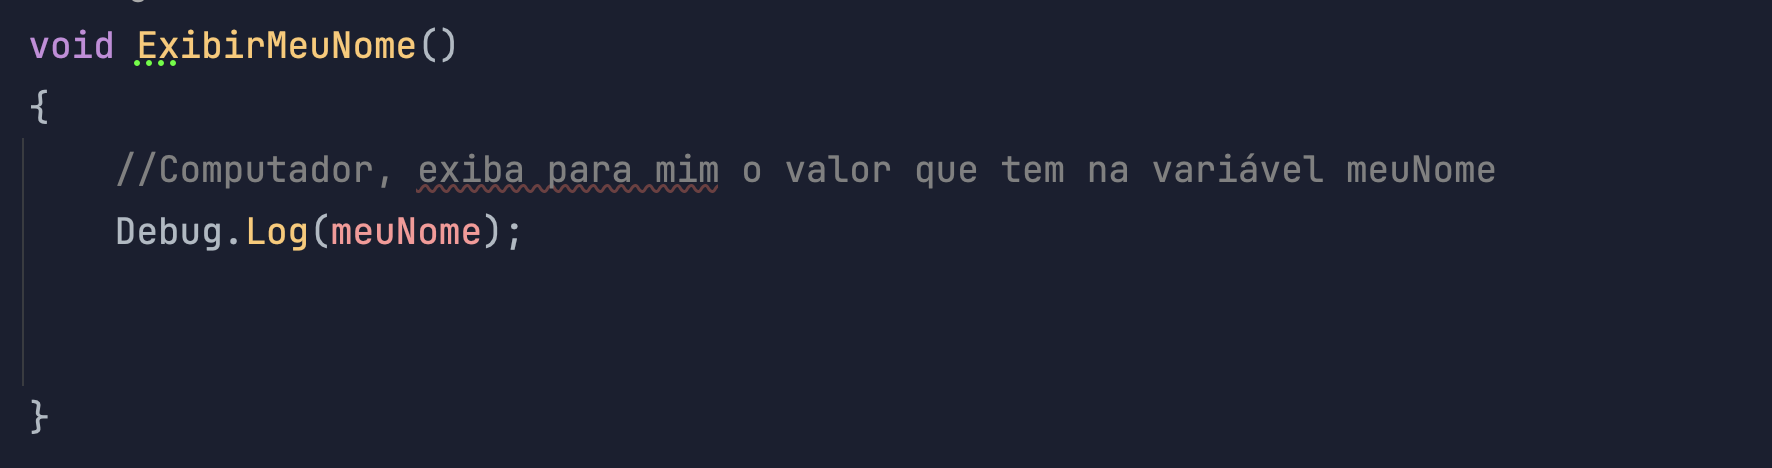 void ExibirMeuNome()
{
//Computador, exiba para mim o valor que tem na variável meuNome
Debug.Log(meuNome);
}